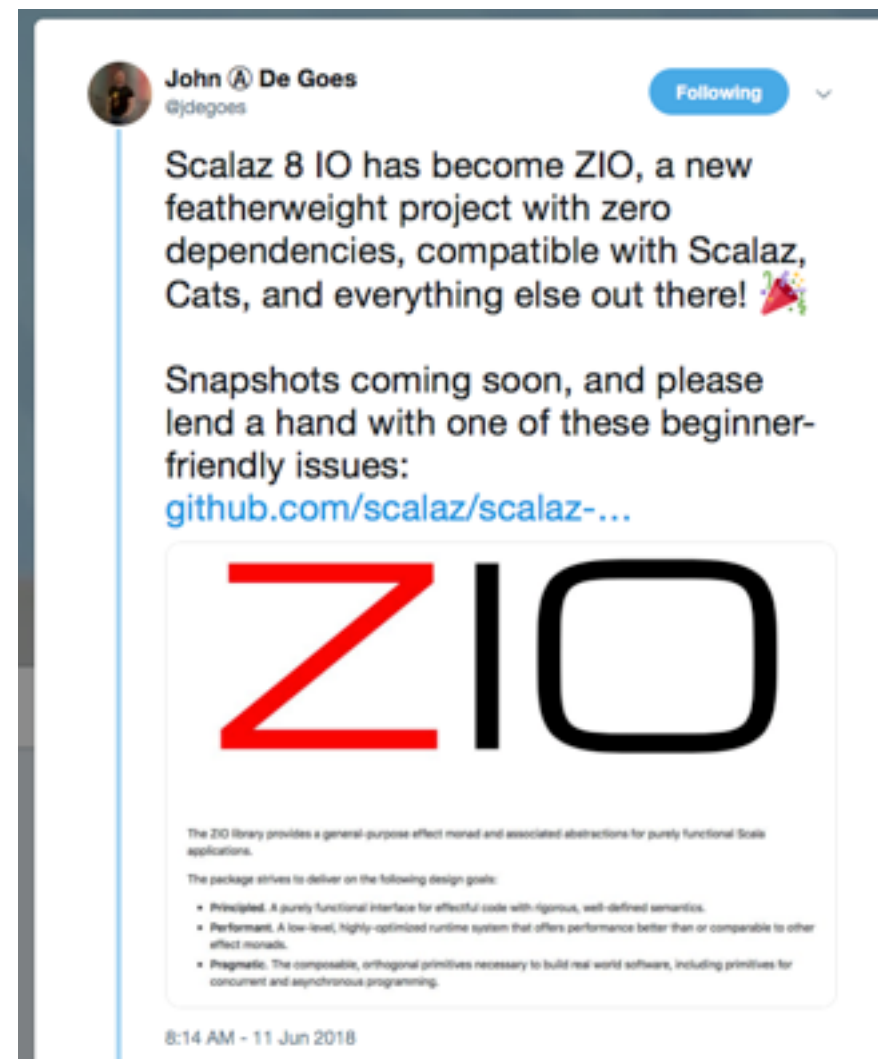 John Ⓐ De Goes
@jdegoes
Following
Scalaz 8 IO has become ZIO, a new
featherweight project with zero
dependencies, compatible with Scalaz,
Cats, and everything else out there! 🎉
Snapshots coming soon, and please
lend a hand with one of these beginner-
friendly issues:
github.com/scalaz/scalaz-...
ZIO
The ZIO library provides a general-purpose effect monad and associated abstractions for purely functional Scala
applications.
The package strives to deliver on the following design goals:
• Principled. A purely functional interface for effectful code with rigorous, well-defined semantics.
• Performant. A low-level, highly-optimized runtime system that offers performance better than or comparable to other
effect monads.
• Pragmatic. The composable, orthogonal primitives necessary to build real world software, including primitives for
concurrent and asynchronous programming.
8:14 AM - 11 Jun 2018